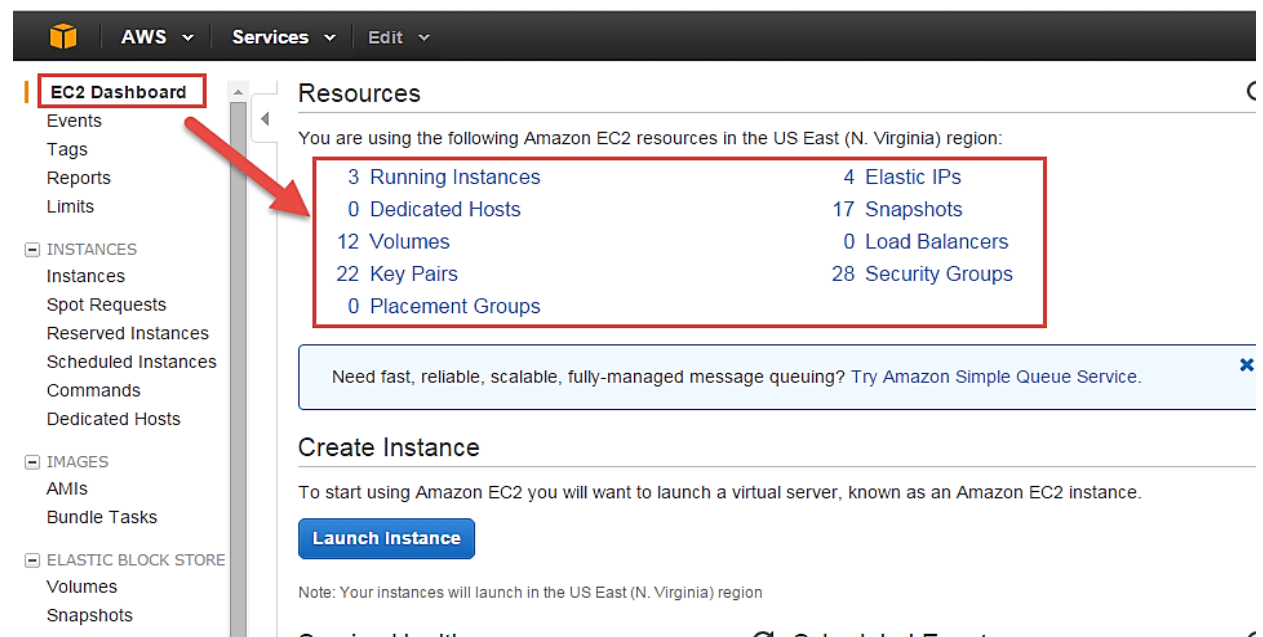 AWS Services Edit
EC2 Dashboard
Events
Tags
Reports
Limits
INSTANCES
Instances
Spot Requests
Reserved Instances
Scheduled Instances
Commands
Dedicated Hosts
IMAGES
AMIs
Bundle Tasks
ELASTIC BLOCK STORE
Volumes
Snapshots
Resources
You are using the following Amazon EC2 resources in the US East (N. Virginia) region:
3 Running Instances
0 Dedicated Hosts
12 Volumes
22 Key Pairs
0 Placement Groups
4 Elastic IPs
17 Snapshots
0 Load Balancers
28 Security Groups
Need fast, reliable, scalable, fully-managed message queuing? Try Amazon Simple Queue Service.
Create Instance
To start using Amazon EC2 you will want to launch a virtual server, known as an Amazon EC2 instance.
Launch Instance
Note: Your instances will launch in the US East (N. Virginia) region